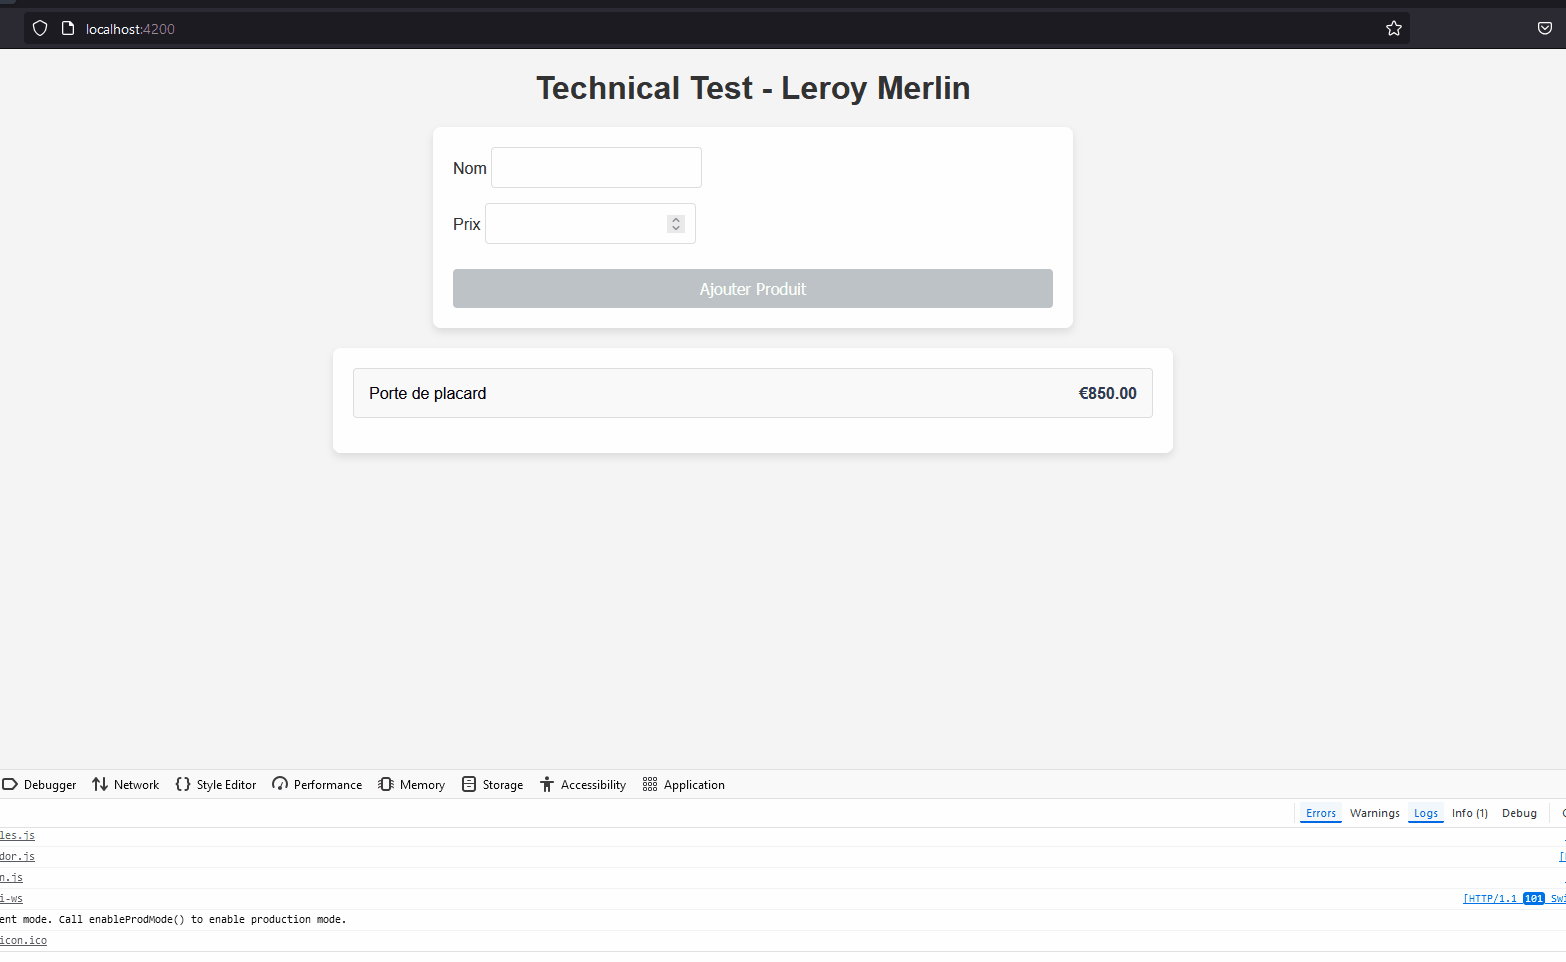 localhost:4200
Technical Test - Leroy Merlin
Nom
Prix
Ajouter Produit
Porte de placard €850.00
Debugger Network Style Editor Performance Memory Storage Accessibility Application
Errors Warnings Logs Info (1) Debug
les.js
dor.js
n.js
i-ws [HTTP/1.1 101 Swi
ent mode. Call enableProdMode() to enable production mode.
icon.ico